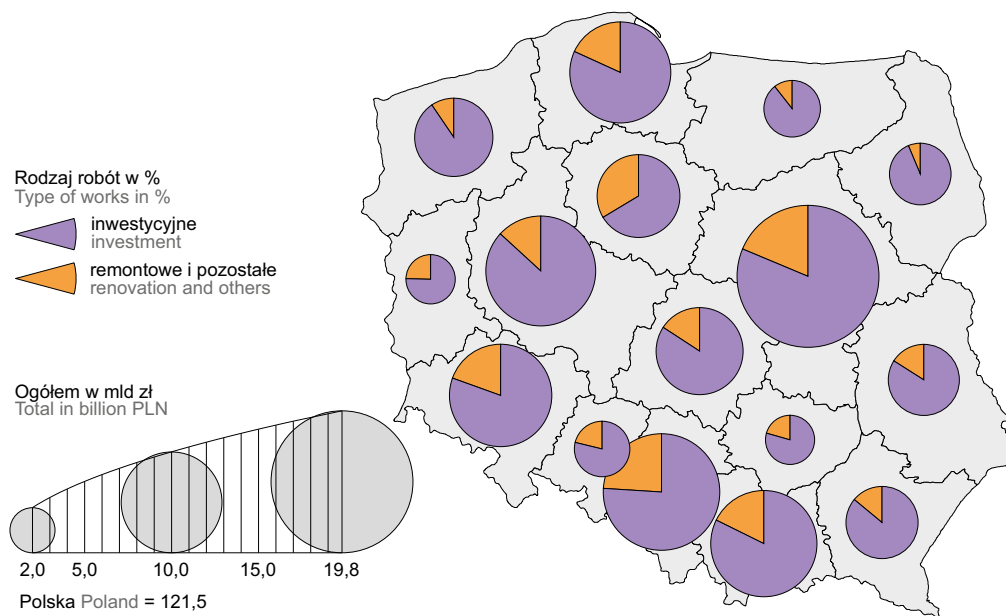 Rodzaj robót w %
Type of works in %
inwestycyjne
investment
remontowe i pozostałe
renovation and others
Ogółem w mld zł
Total in billion PLN
2,0 5,0 10,0 15,0 19,8
Polska Poland = 121,5